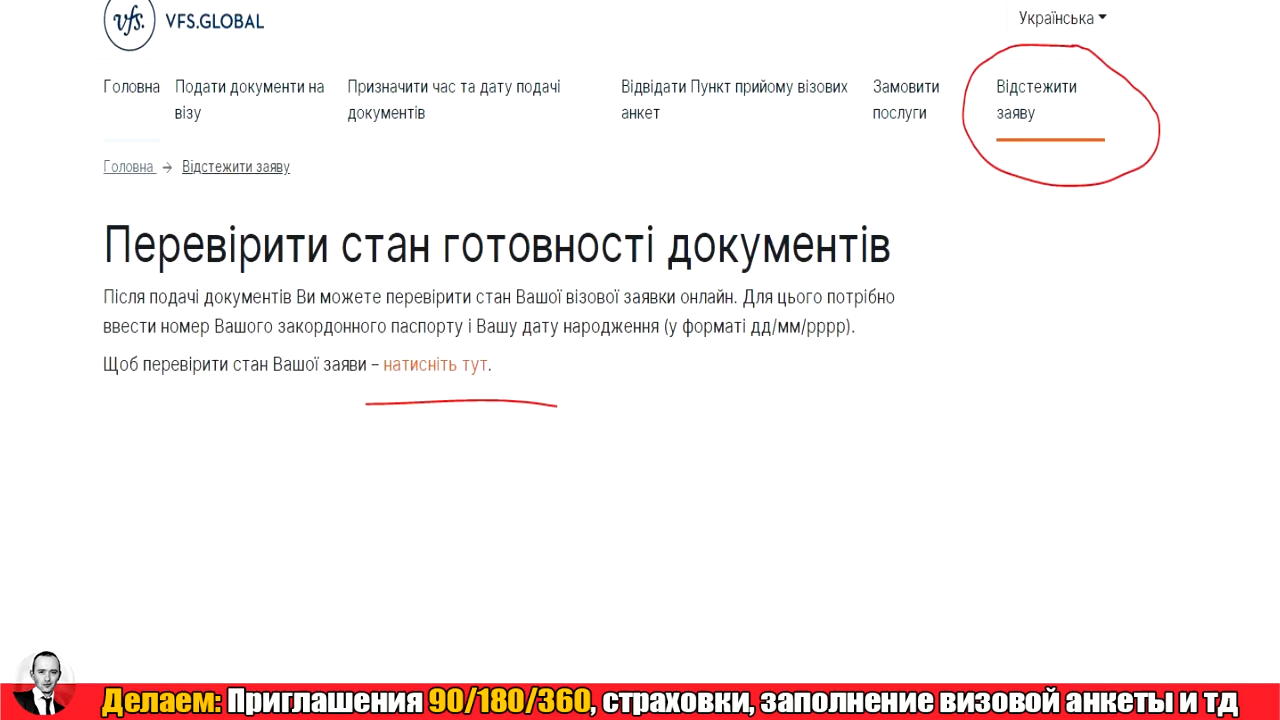 vfs. VFS.GLOBAL
Українська
Головна
Подати документи на
візу
Призначити час та дату подачі
документів
Відвідати Пункт прийому візових
анкет
Замовити
послуги
Відстежити
заяву
Головна → Відстежити заяву
Перевірити стан готовності документів
Після подачі документів Ви можете перевірити стан Вашої візової заявки онлайн. Для цього потрібно
ввести номер Вашого закордонного паспорту і Вашу дату народження (у форматі дд/мм/рррр).
Щоб перевірити стан Вашої заяви – натисніть тут.
Делаем: Приглашения 90/180/360, страховки, заполнение визовой анкеты и тд